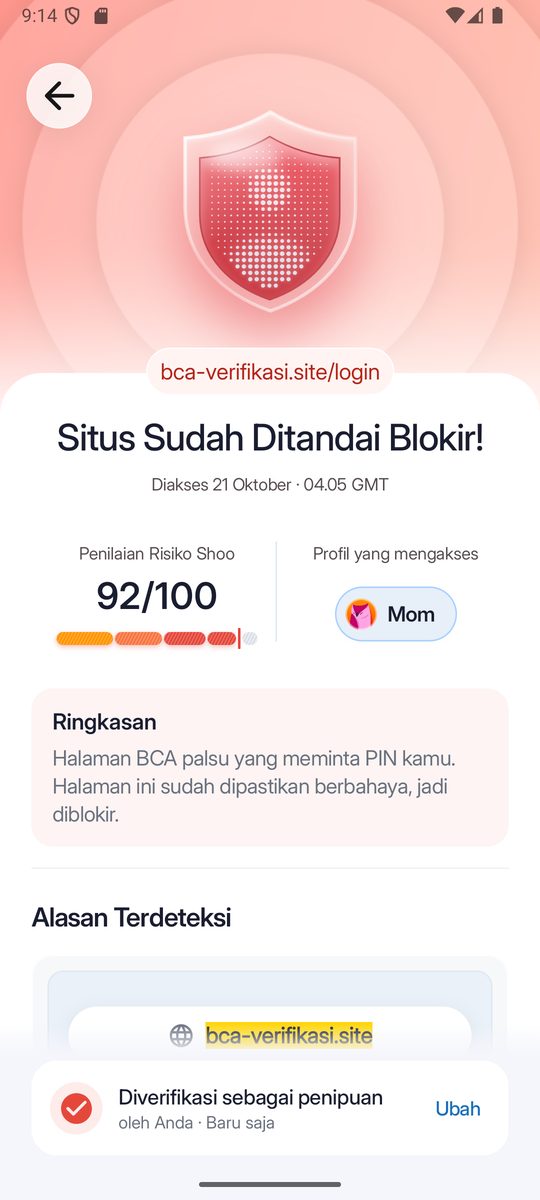 9:14
bca-verifikasi.site/login
Situs Sudah Ditandai Blokir!
Diakses 21 Oktober · 04.05 GMT
Penilaian Risiko Shoo
92/100
Profil yang mengakses
Mom
Ringkasan
Halaman BCA palsu yang meminta PIN kamu.
Halaman ini sudah dipastikan berbahaya, jadi
diblokir.
Alasan Terdeteksi
bca-verifikasi.site
Diverifikasi sebagai penipuan
oleh Anda · Baru saja
Ubah